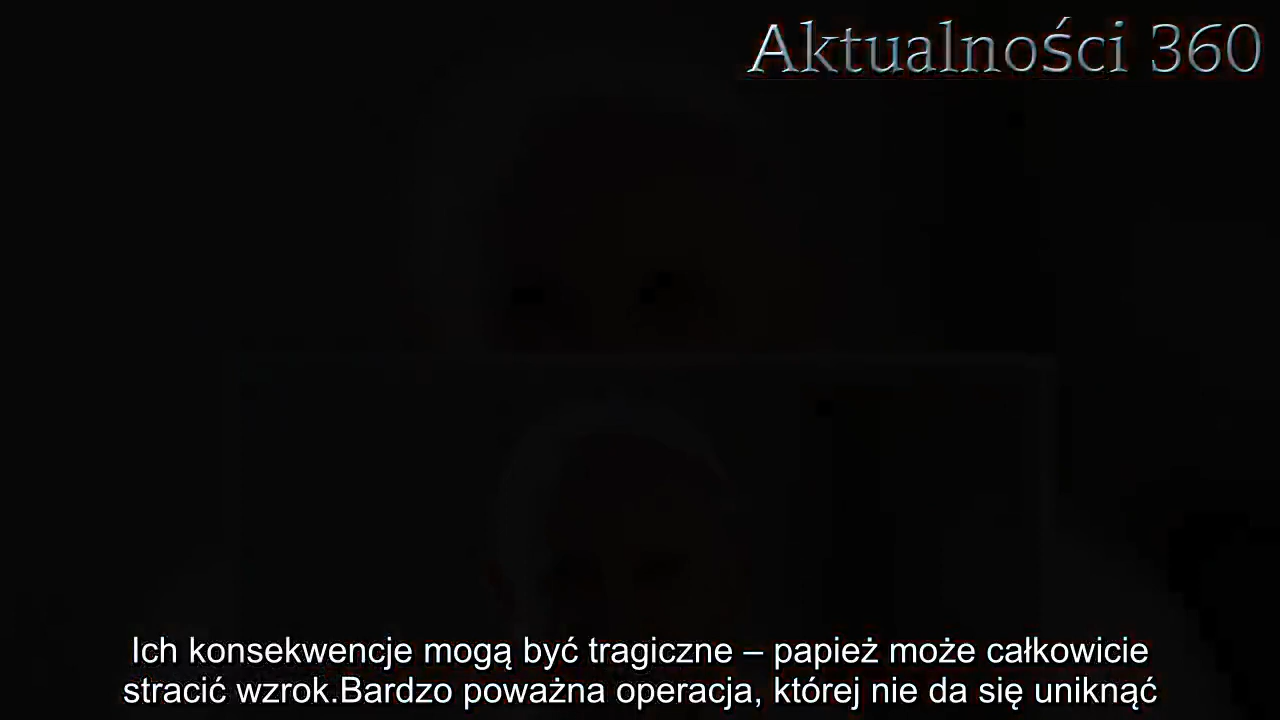 Aktualności 360
Ich konsekwencje mogą być tragiczne – papież może całkowicie
stracić wzrok.Bardzo poważna operacja, której nie da się uniknąć